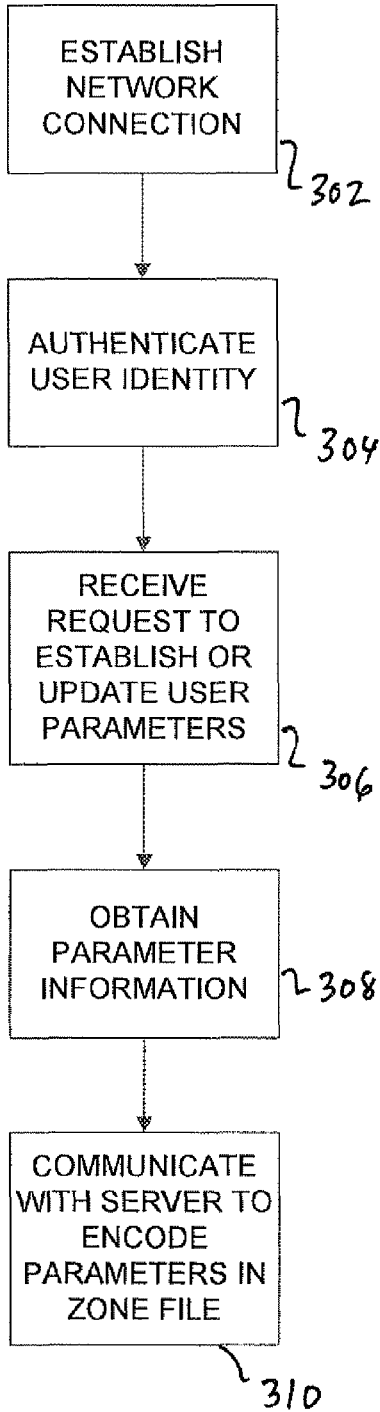 ESTABLISH
NETWORK
CONNECTION
302
AUTHENTICATE
USER IDENTITY
304
RECEIVE
REQUEST TO
ESTABLISH OR
UPDATE USER
PARAMETERS
306
OBTAIN
PARAMETER
INFORMATION
308
COMMUNICATE
WITH SERVER TO
ENCODE
PARAMETERS IN
ZONE FILE
310